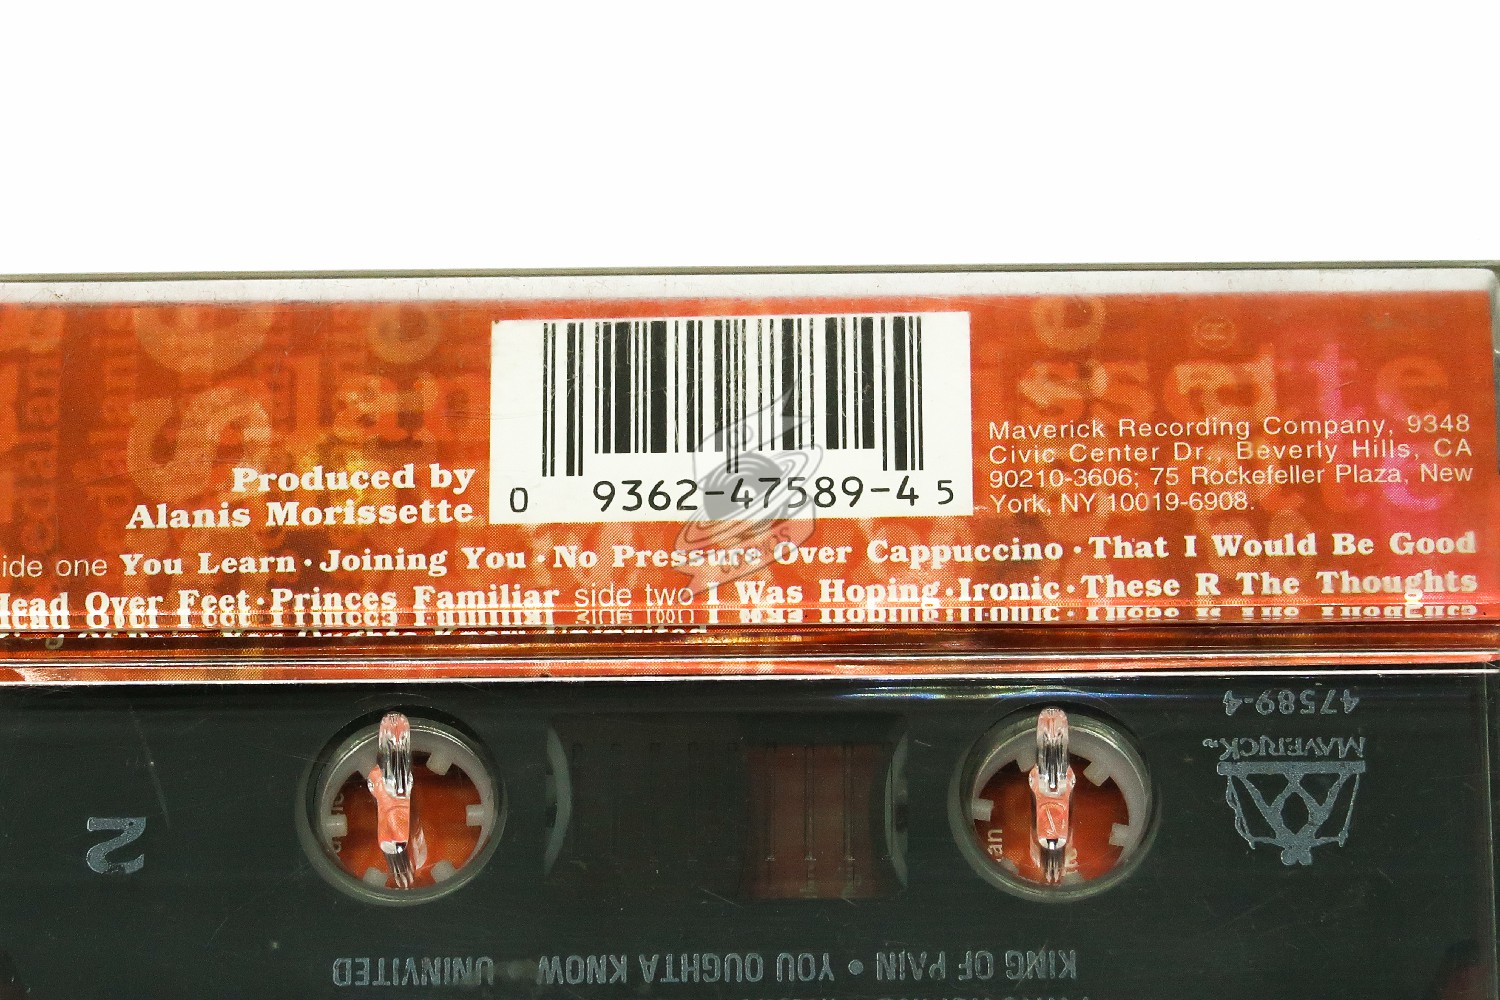 Produced by
Alanis Morissette
0 9362-47589-4 5
Maverick Recording Company, 9348
Civic Center Dr., Beverly Hills, CA
90210-3606; 75 Rockefeller Plaza, New
York, NY 10019-6908.
ide one You Learn · Joining You · No Pressure Over Cappuccino · That I Would Be Good
Head Over Feet · Princes Familiar side two I Was Hoping · Ironic · These R The Thoughts
47589-4
MAVERICK
2
KING OF PAIN • YOU OUGHTA KNOW • UNINVITED